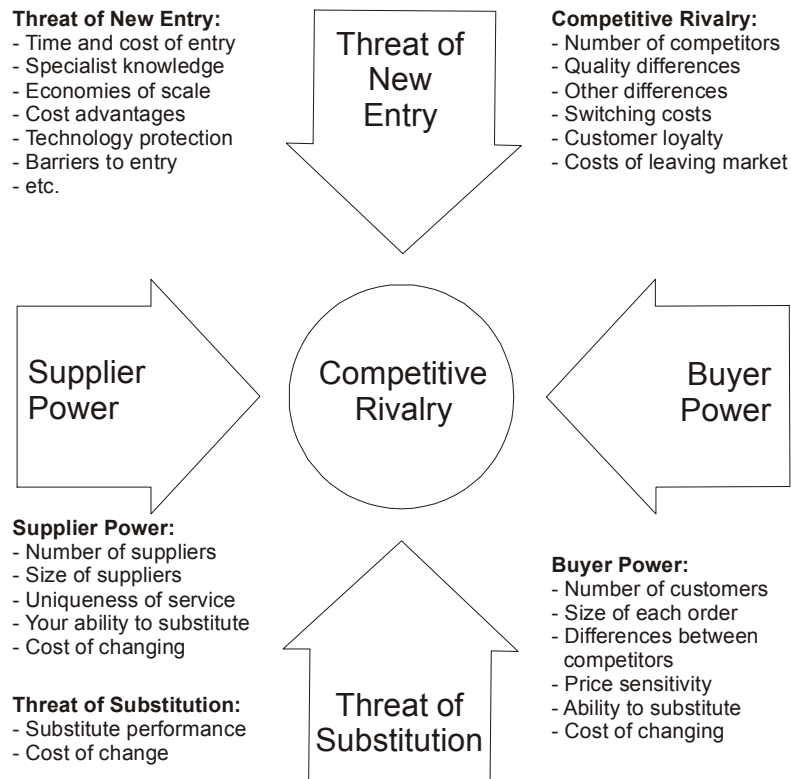 Threat of New Entry:
- Time and cost of entry
- Specialist knowledge
- Economies of scale
- Cost advantages
- Technology protection
- Barriers to entry
- etc.
Threat of
New
Entry
Competitive Rivalry:
- Number of competitors
- Quality differences
- Other differences
- Switching costs
- Customer loyalty
- Costs of leaving market
Supplier
Power
Competitive
Rivalry
Buyer
Power
Supplier Power:
- Number of suppliers
- Size of suppliers
- Uniqueness of service
- Your ability to substitute
- Cost of changing
Threat of Substitution:
- Substitute performance
- Cost of change
Threat of
Substitution
Buyer Power:
- Number of customers
- Size of each order
- Differences between
competitors
- Price sensitivity
- Ability to substitute
- Cost of changing